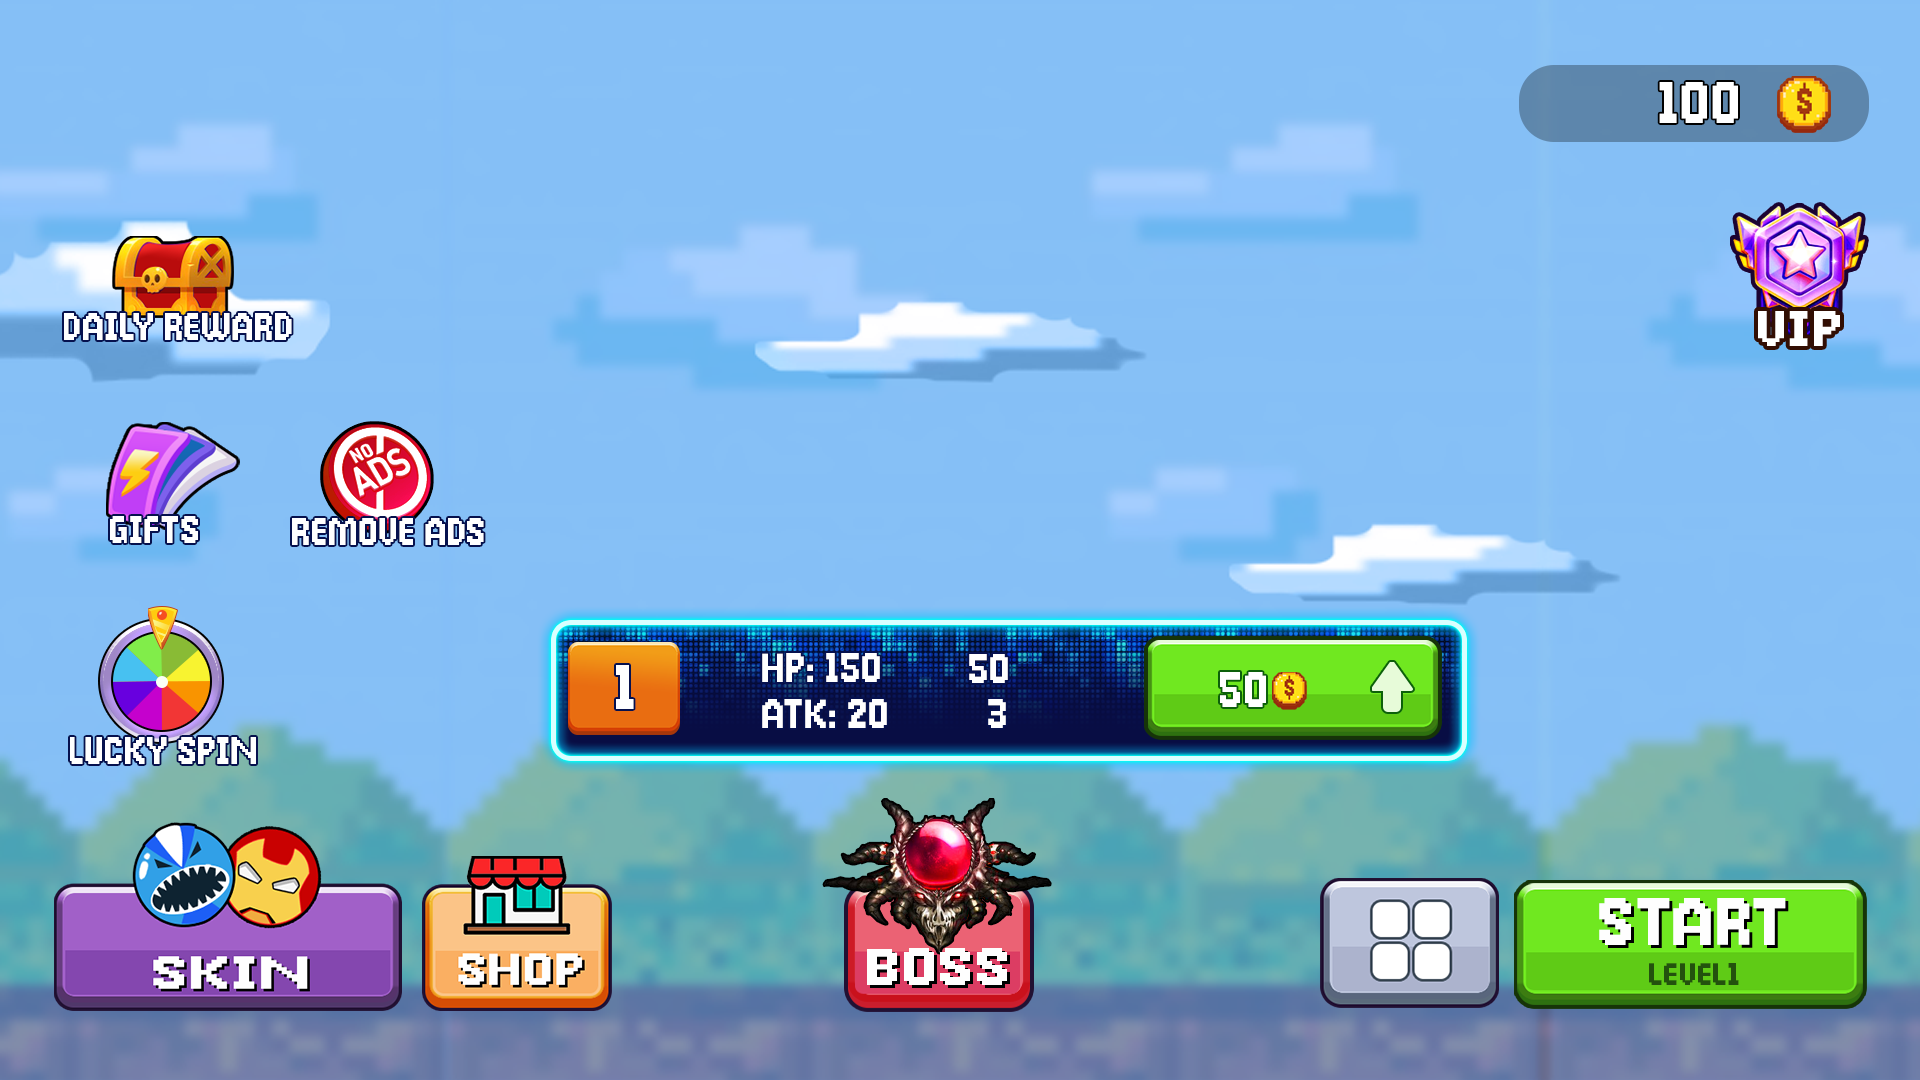 100
DAILY REWARD
VIP
NO
ADS
GIFTS
REMOVE ADS
LUCKY SPIN
1
HP: 150 50
ATK: 20 3
50
SKIN
SHOP
BOSS
START
LEVEL1